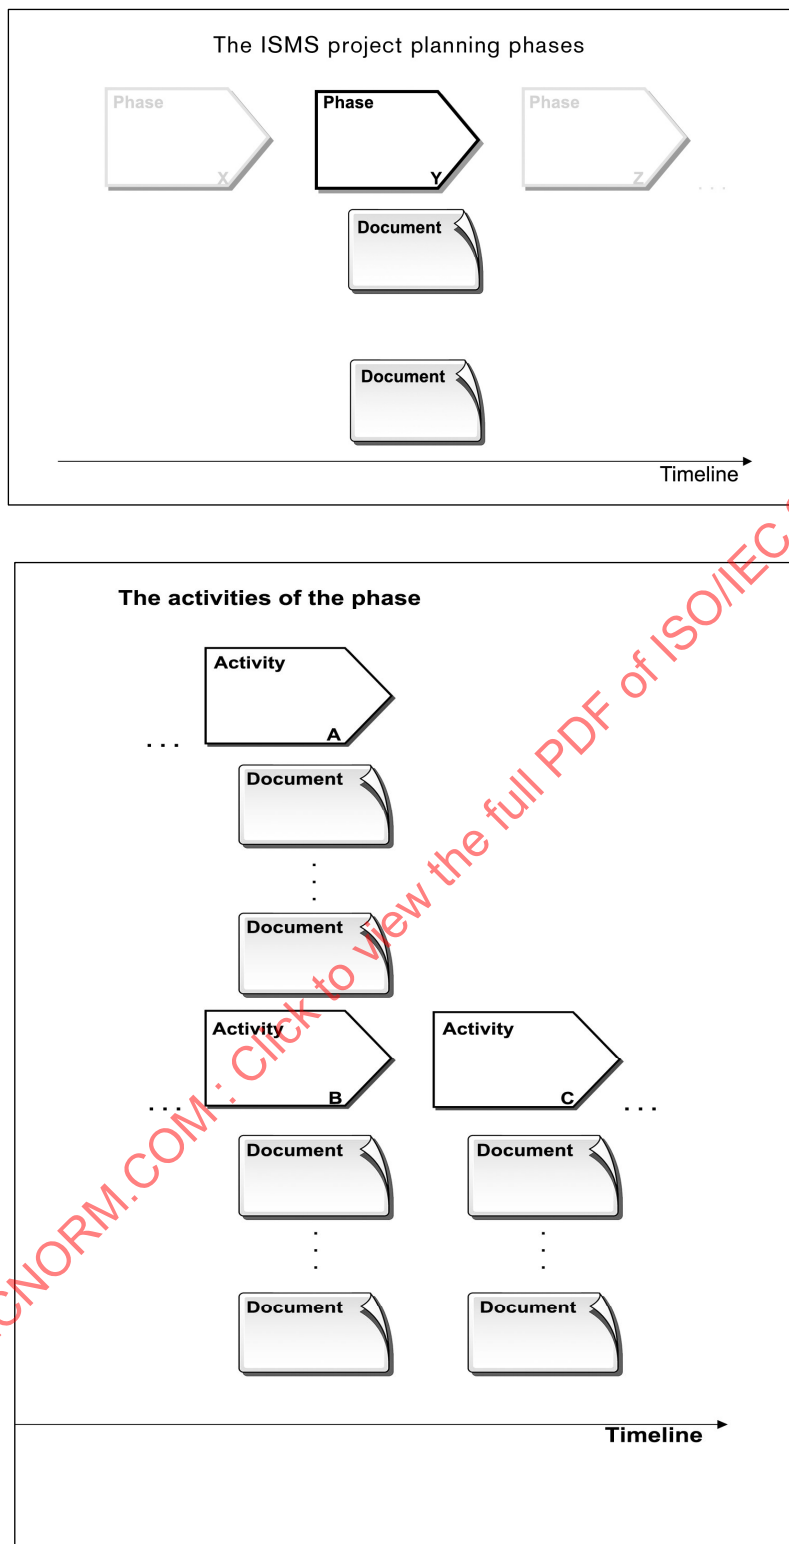 The ISMS project planning phases
Phase
X
Phase
Y
Phase
Z
. . .
Document
Document
Timeline
The activities of the phase
Activity
A
. . .
Document
.
.
.
Document
Activity
B
. . .
Activity
C
. . .
Document
Document
.
.
.
.
.
.
Document
Document
Timeline
CNORM.COM : Click to view the full PDF of ISO/IEC